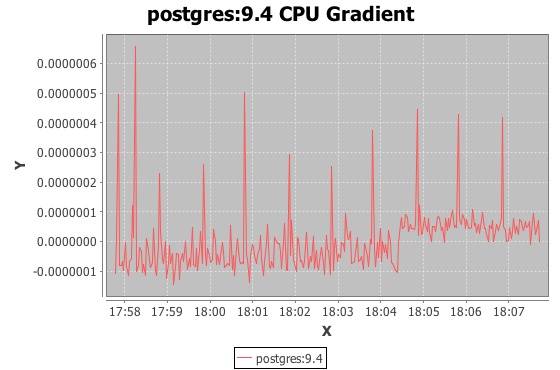 postgres:9.4 CPU Gradient
Y
0.0000006
0.0000005
0.0000004
0.0000003
0.0000002
0.0000001
0.0000000
-0.0000001
17:58 17:59 18:00 18:01 18:02 18:03 18:04 18:05 18:06 18:07
X
postgres:9.4